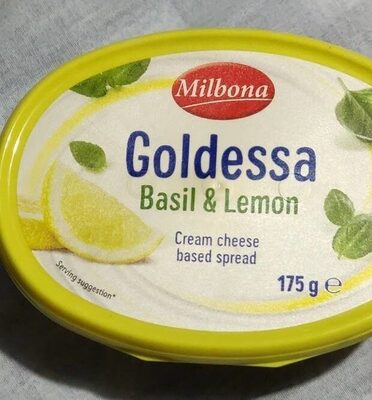 Milbona
Goldessa
Basil & Lemon
Cream cheese
based spread
175 g ℮
Serving suggestion*